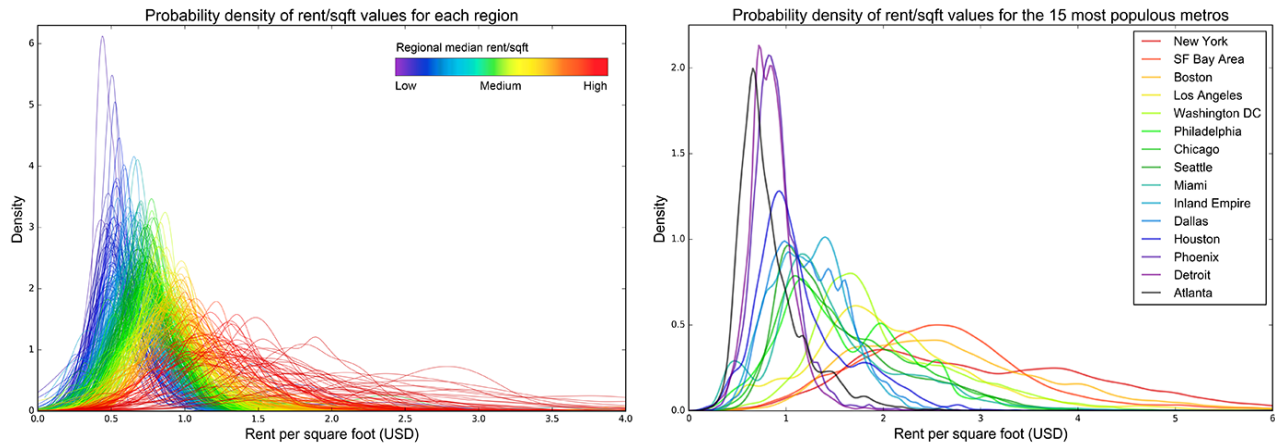 Probability density of rent/sqft values for each region
Regional median rent/sqft
Low Medium High
Density
6
5
4
3
2
1
0
0.0 0.5 1.0 1.5 2.0 2.5 3.0 3.5 4.0
Rent per square foot (USD)
Probability density of rent/sqft values for the 15 most populous metros
New York
SF Bay Area
Boston
Los Angeles
Washington DC
Philadelphia
Chicago
Seattle
Miami
Inland Empire
Dallas
Houston
Phoenix
Detroit
Atlanta
Density
2.0
1.5
1.0
0.5
0.0
0 1 2 3 4 5 6
Rent per square foot (USD)